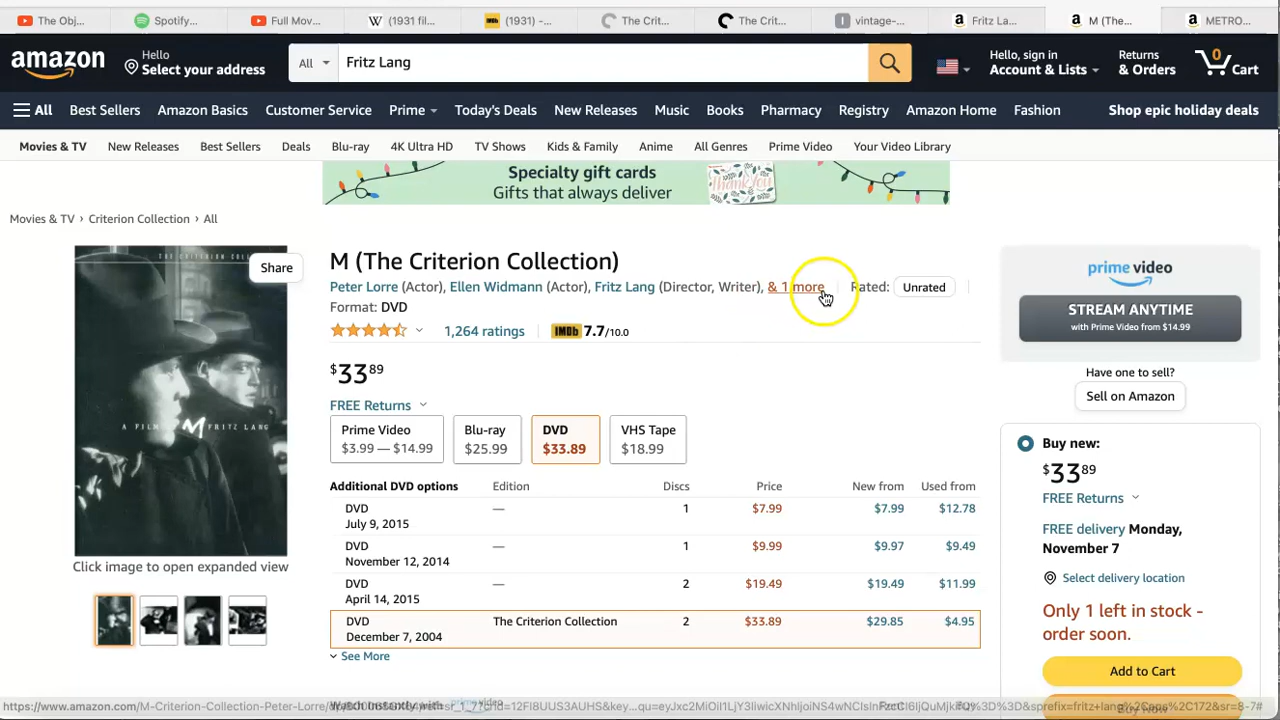 The Obj...
Spotify...
Full Mov...
(1931 fil...
(1931) -...
The Crit...
The Crit...
vintage-...
Fritz La...
M (The...
METRO...
amazon
Hello
Select your address
All
Fritz Lang
Hello, sign in
Account & Lists
Returns
& Orders
0
Cart
All
Best Sellers
Amazon Basics
Customer Service
Prime
Today's Deals
New Releases
Music
Books
Pharmacy
Registry
Amazon Home
Fashion
Shop epic holiday deals
Movies & TV
New Releases
Best Sellers
Deals
Blu-ray
4K Ultra HD
TV Shows
Kids & Family
Anime
All Genres
Prime Video
Your Video Library
Specialty gift cards
Gifts that always deliver
Movies & TV › Criterion Collection › All
THE CRITERION COLLECTION
Share
A FILM BY M FRITZ LANG
Click image to open expanded view
M (The Criterion Collection)
Peter Lorre (Actor), Ellen Widmann (Actor), Fritz Lang (Director, Writer), & 1 more
Rated: Unrated
Format: DVD
1,264 ratings
IMDb 7.7/10.0
$33 89
FREE Returns
Prime Video
$3.99 — $14.99
Blu-ray
$25.99
DVD
$33.89
VHS Tape
$18.99
Additional DVD options Edition Discs Price New from Used from
DVD
July 9, 2015
— 1 $7.99 $7.99 $12.78
DVD
November 12, 2014
— 1 $9.99 $9.97 $9.49
DVD
April 14, 2015
— 2 $19.49 $19.49 $11.99
DVD
December 7, 2004
The Criterion Collection 2 $33.89 $29.85 $4.95
See More
prime video
STREAM ANYTIME
with Prime Video from $14.99
Have one to sell?
Sell on Amazon
Buy new:
$33 89
FREE Returns
FREE delivery Monday,
November 7
Select delivery location
Only 1 left in stock -
order soon.
Add to Cart
Buy Now
Watch Instantly with